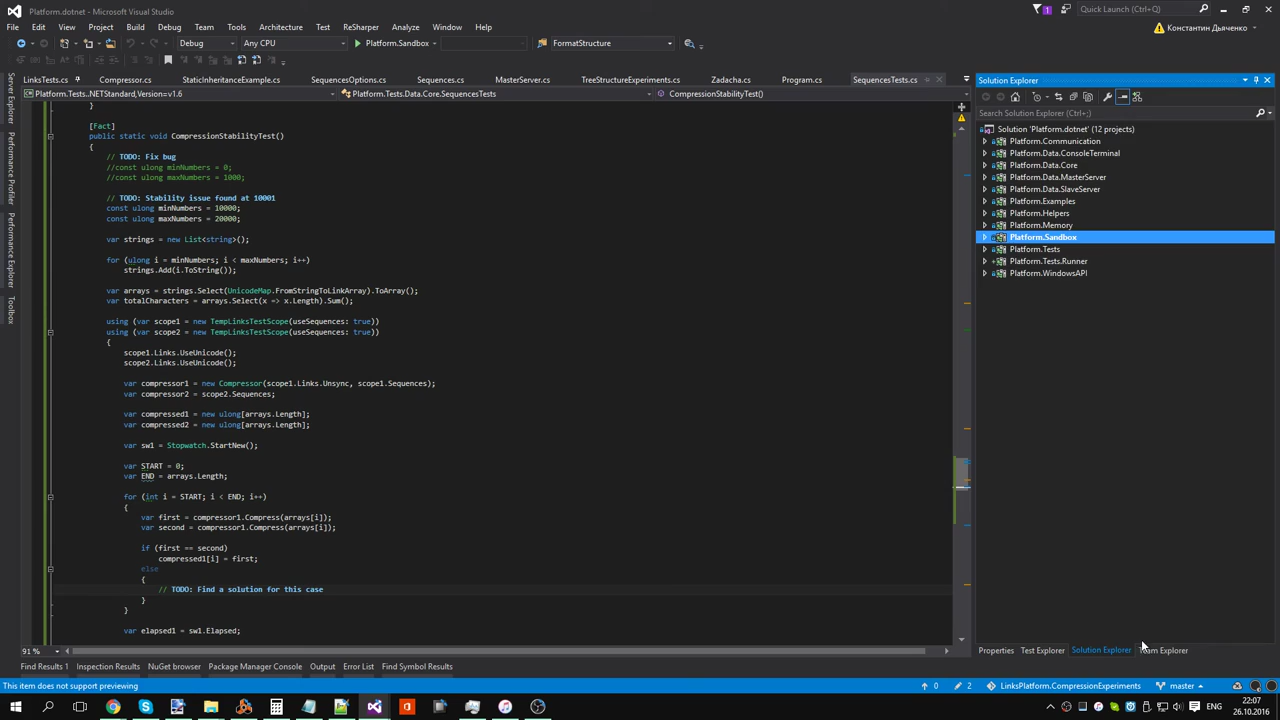 Platform.dotnet - Microsoft Visual Studio
1
Quick Launch (Ctrl+Q)
File Edit View Project Build Debug Team Tools Architecture Test ReSharper Analyze Window Help
Константин Дьяченко
Debug Any CPU Platform.Sandbox FormatStructure
LinksTests.cs Compressor.cs StaticInheritanceExample.cs SequencesOptions.cs Sequences.cs MasterServer.cs TreeStructureExperiments.cs Zadacha.cs Program.cs SequencesTests.cs
Platform.Tests..NETStandard,Version=v1.6 Platform.Tests.Data.Core.SequencesTests CompressionStabilityTest()
Server Explorer
Performance Profiler
Performance Explorer
Toolbox
}
[Fact]
public static void CompressionStabilityTest()
{
// TODO: Fix bug
//const ulong minNumbers = 0;
//const ulong maxNumbers = 1000;
// TODO: Stability issue found at 10001
const ulong minNumbers = 10000;
const ulong maxNumbers = 20000;
var strings = new List<string>();
for (ulong i = minNumbers; i < maxNumbers; i++)
strings.Add(i.ToString());
var arrays = strings.Select(UnicodeMap.FromStringToLinkArray).ToArray();
var totalCharacters = arrays.Select(x => x.Length).Sum();
using (var scope1 = new TempLinksTestScope(useSequences: true))
using (var scope2 = new TempLinksTestScope(useSequences: true))
{
scope1.Links.UseUnicode();
scope2.Links.UseUnicode();
var compressor1 = new Compressor(scope1.Links.Unsync, scope1.Sequences);
var compressor2 = scope2.Sequences;
var compressed1 = new ulong[arrays.Length];
var compressed2 = new ulong[arrays.Length];
var sw1 = Stopwatch.StartNew();
var START = 0;
var END = arrays.Length;
for (int i = START; i < END; i++)
{
var first = compressor1.Compress(arrays[i]);
var second = compressor1.Compress(arrays[i]);
if (first == second)
compressed1[i] = first;
else
{
// TODO: Find a solution for this case
}
}
var elapsed1 = sw1.Elapsed;
91 %
Solution Explorer
Search Solution Explorer (Ctrl+;)
Solution 'Platform.dotnet' (12 projects)
Platform.Communication
Platform.Data.ConsoleTerminal
Platform.Data.Core
Platform.Data.MasterServer
Platform.Data.SlaveServer
Platform.Examples
Platform.Helpers
Platform.Memory
Platform.Sandbox
Platform.Tests
Platform.Tests.Runner
Platform.WindowsAPI
Properties Test Explorer Solution Explorer Team Explorer
Find Results 1 Inspection Results NuGet browser Package Manager Console Output Error List Find Symbol Results
This item does not support previewing 0 2 LinksPlatform.CompressionExperiments master
ENG
22:07
26.10.2016